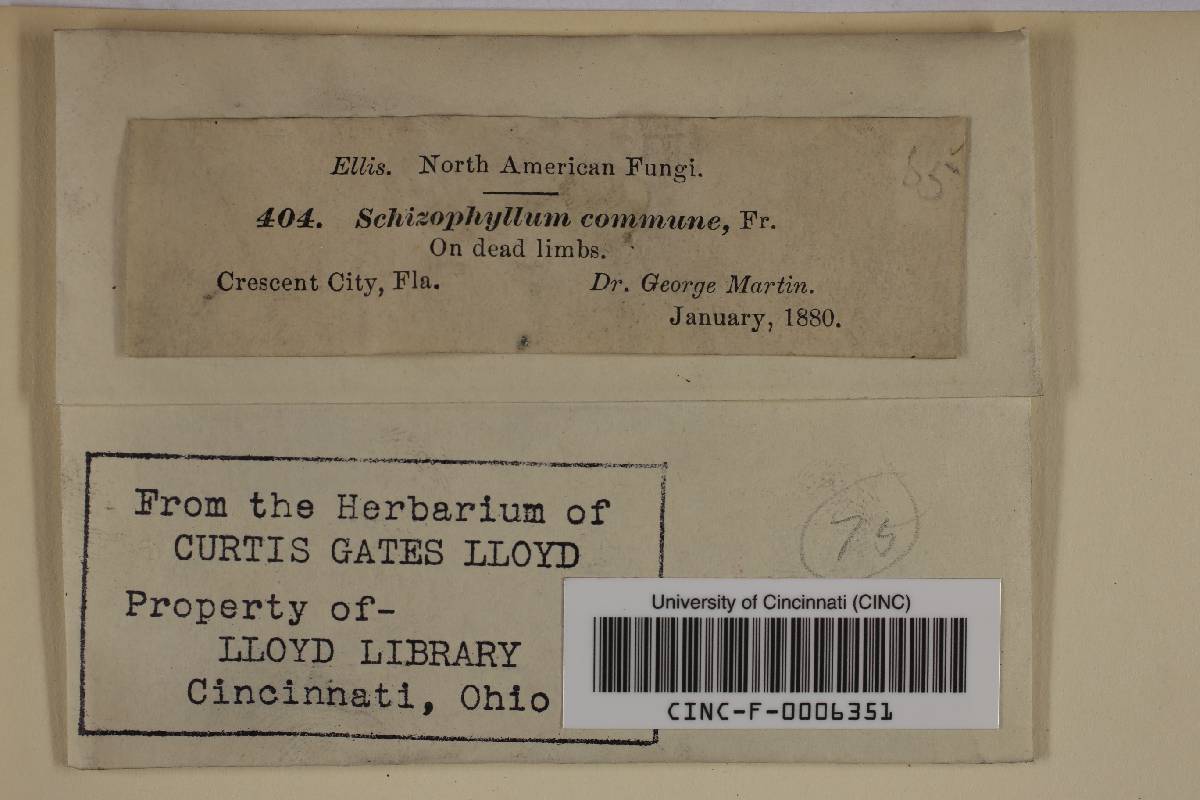 Ellis. North American Fungi.
404. Schizophyllum commune, Fr.
On dead limbs.
Crescent City, Fla. Dr. George Martin.
January, 1880.
From the Herbarium of
CURTIS GATES LLOYD
Property of-
LLOYD LIBRARY
Cincinnati, Ohio
75
University of Cincinnati (CINC)
CINC-F-0006351